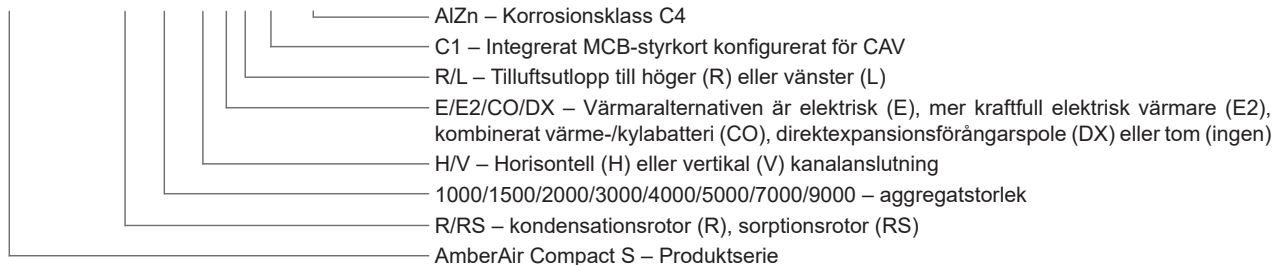 AlZn – Korrosionsklass C4
C1 – Integrerat MCB-styrkort konfigurerat för CAV
R/L – Tilluftsutlopp till höger (R) eller vänster (L)
E/E2/CO/DX – Värmaralternativen är elektrisk (E), mer kraftfull elektrisk värmare (E2),
kombinerat värme-/kylabatteri (CO), direktexpansionsförångarspole (DX) eller tom (ingen)
H/V – Horisontell (H) eller vertikal (V) kanalanslutning
1000/1500/2000/3000/4000/5000/7000/9000 – aggregatstorlek
R/RS – kondensationsrotor (R), sorptionsrotor (RS)
AmberAir Compact S – Produktserie